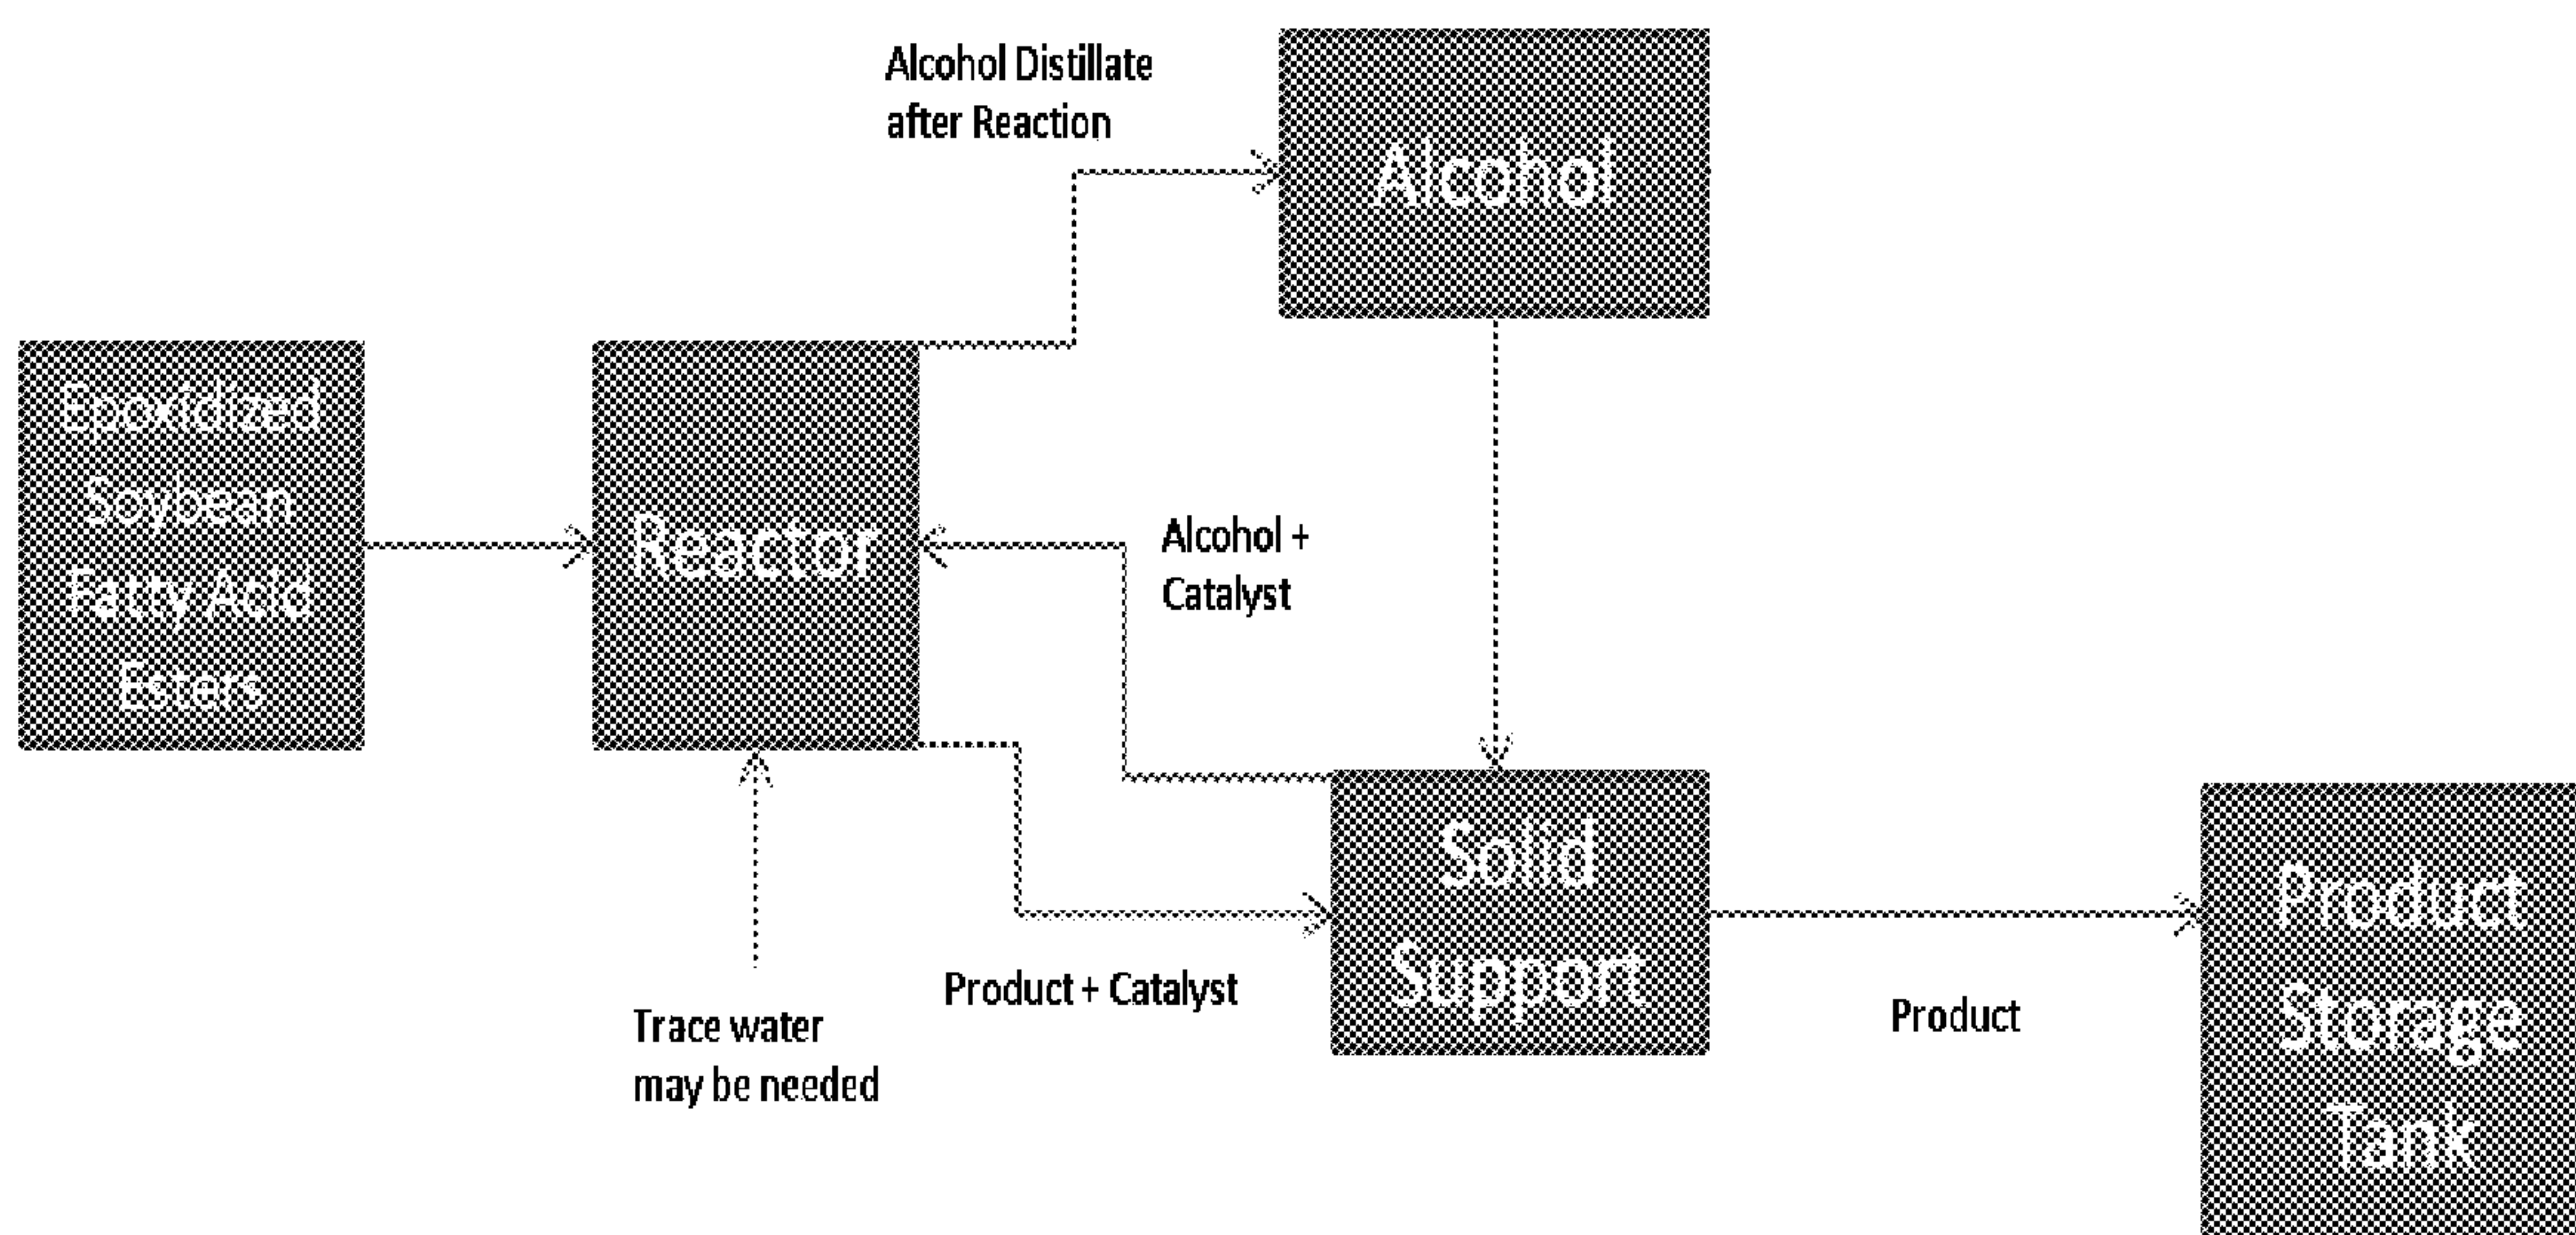 Alcohol Distillate
after Reaction
Alcohol
Epoxidized
Soybean
Fatty Acid
Esters
Reactor
Alcohol +
Catalyst
Solid
Support
Product + Catalyst
Trace water
may be needed
Product
Product
Storage
Tank